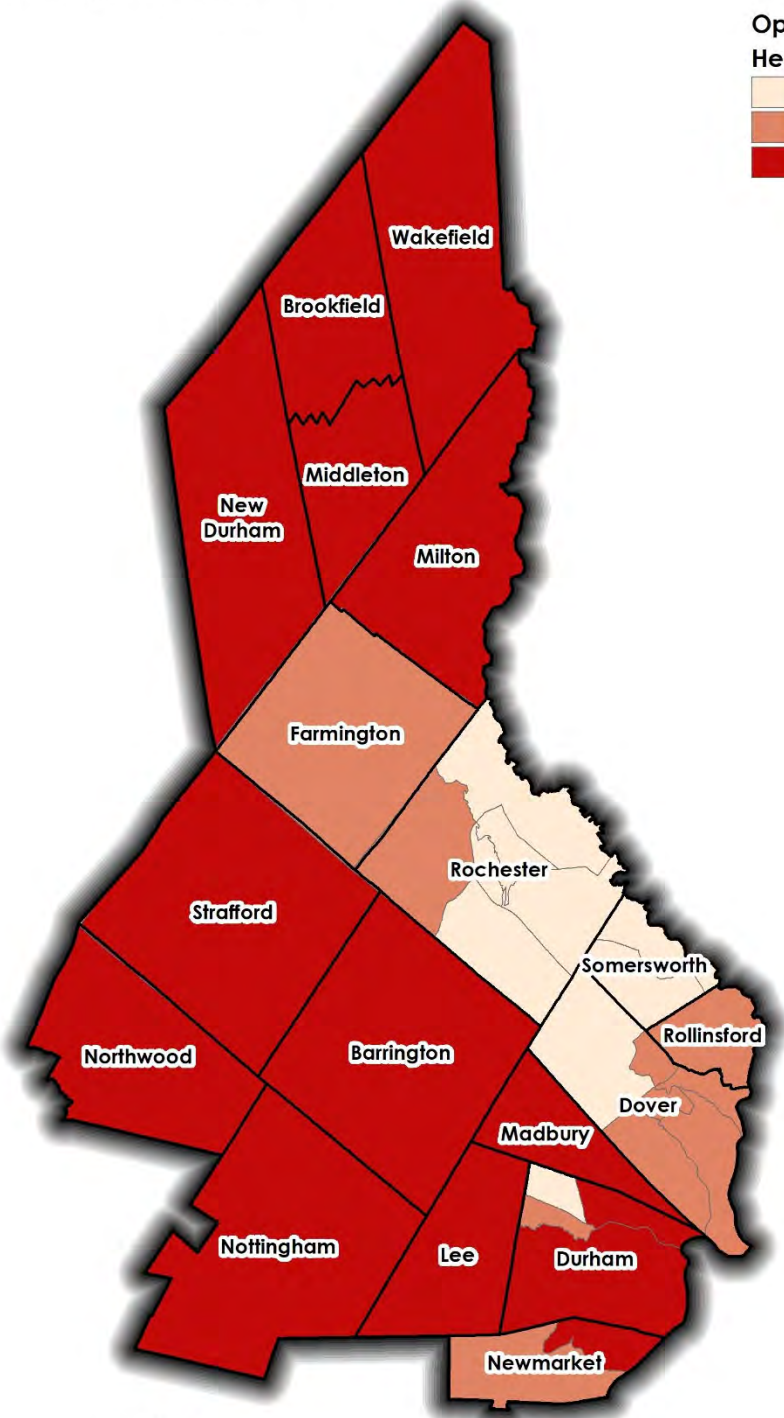 Op
He
Wakefield
Brookfield
Middleton
New
Durham
Milton
Farmington
Rochester
Strafford
Somersworth
Rollinsford
Northwood
Barrington
Dover
Madbury
Nottingham
Lee
Durham
Newmarket